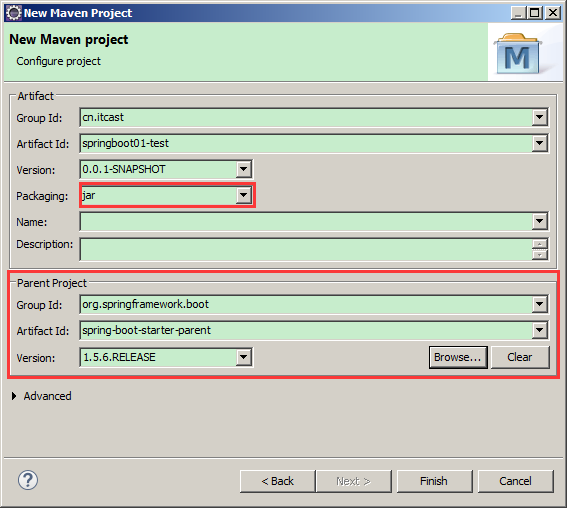 New Maven Project
New Maven project
Configure project
M
Artifact
Group Id: cn.itcast
Artifact Id: springboot01-test
Version: 0.0.1-SNAPSHOT
Packaging: jar
Name:
Description:
Parent Project
Group Id: org.springframework.boot
Artifact Id: spring-boot-starter-parent
Version: 1.5.6.RELEASE Browse... Clear
Advanced
? < Back Next > Finish Cancel